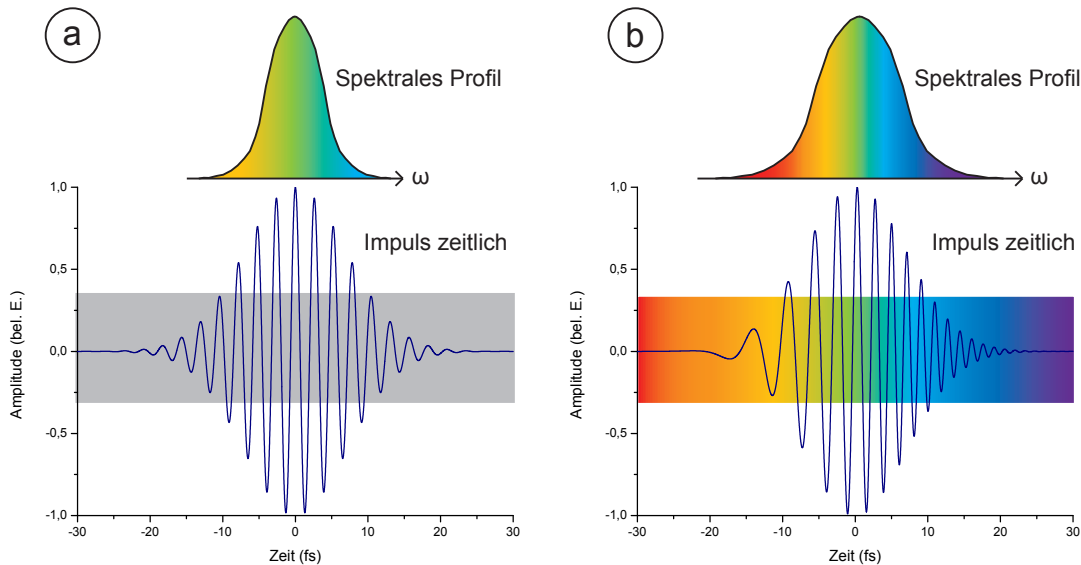 a
Spektrales Profil
ω
1,0
Impuls zeitlich
0,5
0,0
-0,5
-1,0
Amplitude (bel. E.)
-30
-20
-10
0
10
20
30
Zeit (fs)
b
Spektrales Profil
ω
1,0
Impuls zeitlich
0,5
0,0
-0,5
-1,0
Amplitude (bel. E.)
-30
-20
-10
0
10
20
30
Zeit (fs)